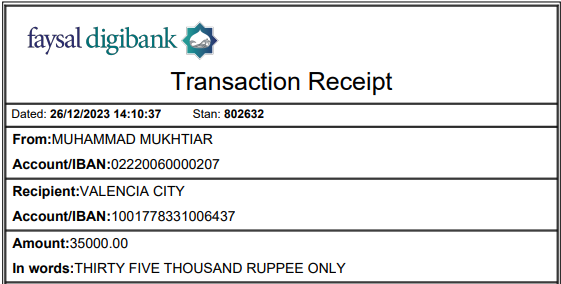 faysal digibank
Transaction Receipt
Dated: 26/12/2023 14:10:37 Stan: 802632
From:MUHAMMAD MUKHTIAR
Account/IBAN:02220060000207
Recipient:VALENCIA CITY
Account/IBAN:1001778331006437
Amount:35000.00
In words:THIRTY FIVE THOUSAND RUPPEE ONLY